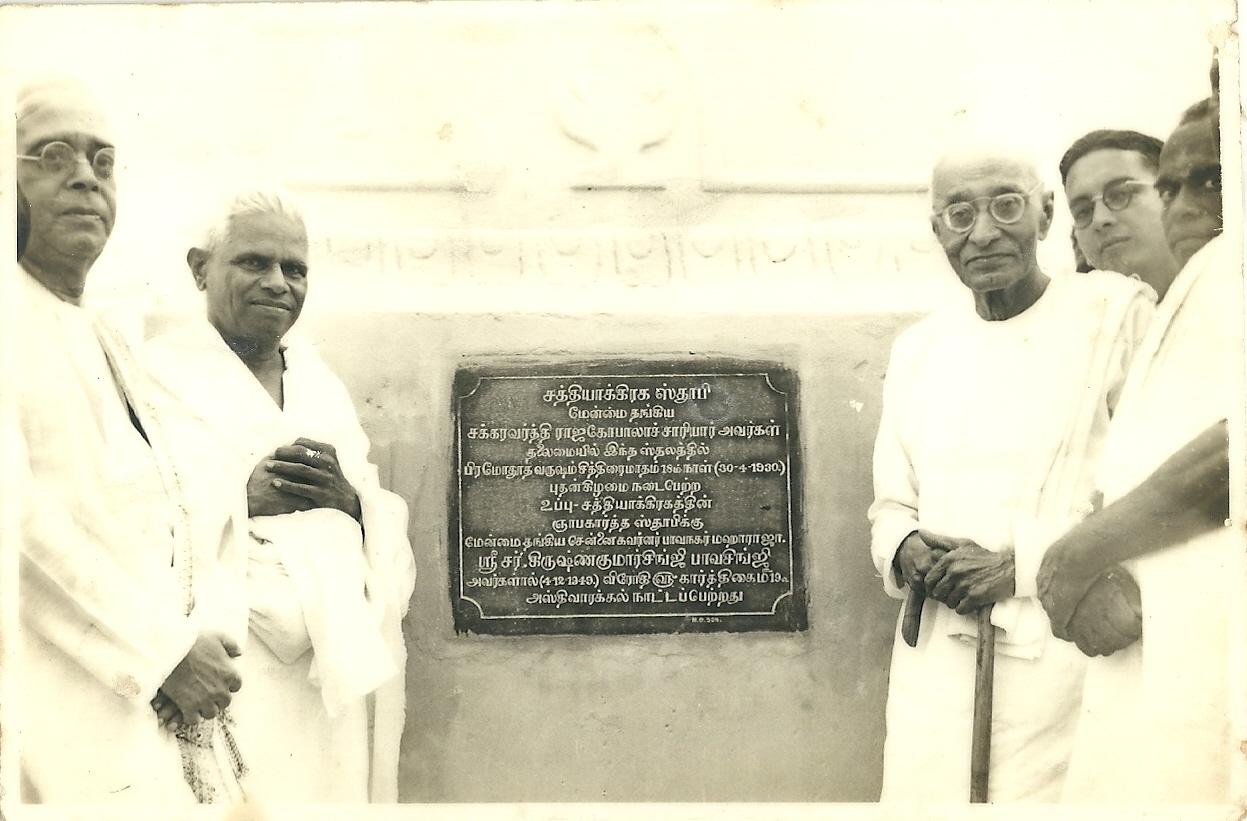 சத்தியாக்கிரக ஸ்தூபி
மேன்மை தங்கிய
சக்கரவர்த்தி ராஜகோபாலாச்சாரியார் அவர்கள்
தலைமையில் இந்த ஸ்தலத்தில்
பிரமோதூத வருஷம் சித்திரை மாதம் 18ம் நாள் (30-4-1930.)
புதன்கிழமை நடைபெற்ற
உப்பு-சத்தியாக்கிரகத்தின்
ஞாபகார்த்த ஸ்தூபிக்கு
மேன்மை தங்கிய சென்னை கவர்னர் பாவநகர் மஹாராஜா.
ஸ்ரீ சர். கிருஷ்ணகுமார்சிங்ஜீ பாவசிங்ஜீ
அவர்களால் (4-12-1949.) விரோதி ௵ கார்த்திகை ௴ 19௳
அஸ்திவாரக்கல் நாட்டப்பெற்றது